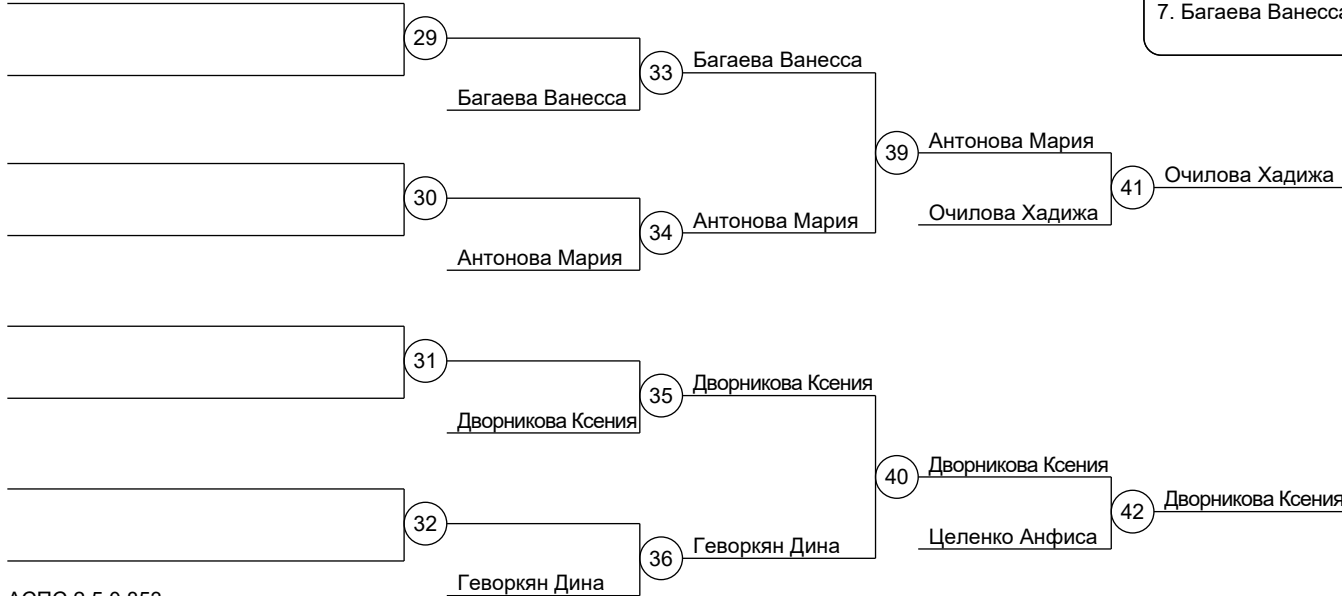 7. Багаева Ванесса
29
33
Багаева Ванесса
Багаева Ванесса
39
Антонова Мария
41
Очилова Хадижа
30
34
Антонова Мария
Очилова Хадижа
Антонова Мария
31
35
Дворникова Ксения
Дворникова Ксения
40
Дворникова Ксения
42
Дворникова Ксения
32
36
Геворкян Дина
Целенко Анфиса
Геворкян Дина